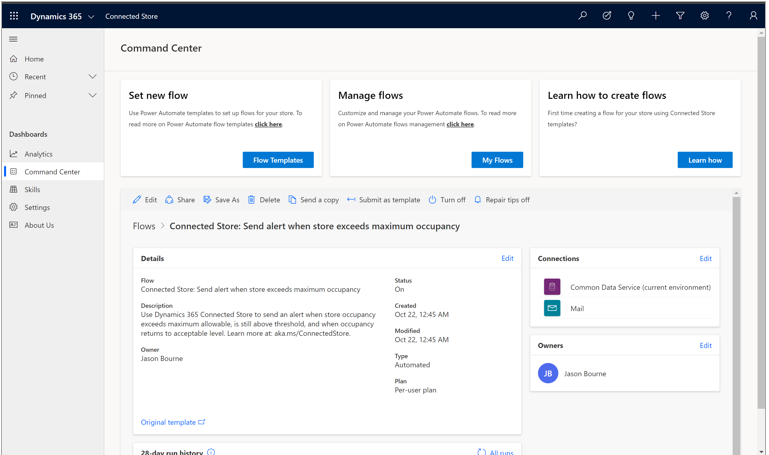 Dynamics 365
Connected Store
Home
Recent
Pinned
Dashboards
Analytics
Command Center
Skills
Settings
About Us
Command Center
Set new flow
Use Power Automate templates to set up flows for your store. To
read more on Power Automate flow templates click here.
Flow Templates
Manage flows
Customize and manage your Power Automate flows. To read more
on Power Automate flows management click here.
My Flows
Learn how to create flows
First time creating a flow for your store using Connected Store
templates?
Learn how
Edit Share Save As Delete Send a copy Submit as template Turn off Repair tips off
Flows > Connected Store: Send alert when store exceeds maximum occupancy
Details Edit
Flow
Connected Store: Send alert when store exceeds maximum occupancy
Description
Use Dynamics 365 Connected Store to send an alert when store occupancy
exceeds maximum allowable, is still above threshold, and when occupancy
returns to acceptable level. Learn more at: aka.ms/ConnectedStore.
Owner
Jason Bourne
Status
On
Created
Oct 22, 12:45 AM
Modified
Oct 22, 12:45 AM
Type
Automated
Plan
Per-user plan
Original template
Connections Edit
Common Data Service (current environment)
Mail
Owners Edit
JB Jason Bourne
28-day run history All runs